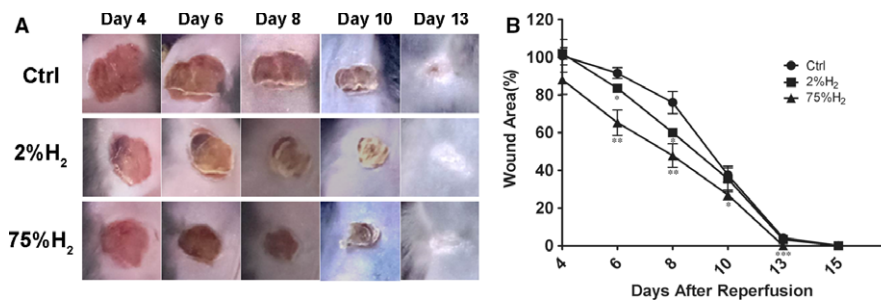 A
Day 4 Day 6 Day 8 Day 10 Day 13
Ctrl
2%H₂
75%H₂
B
Wound Area(%)
120
100
80
60
40
20
0
Ctrl
2%H₂
75%H₂
*
**
*
**
*
***
4 6 8 10 13 15
Days After Reperfusion